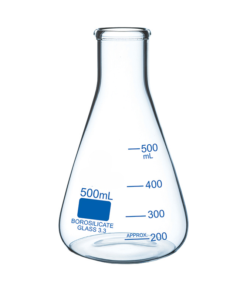 500
mL
400
500mL
300
BOROSILICATE
GLASS 3.3
APPROX. 200